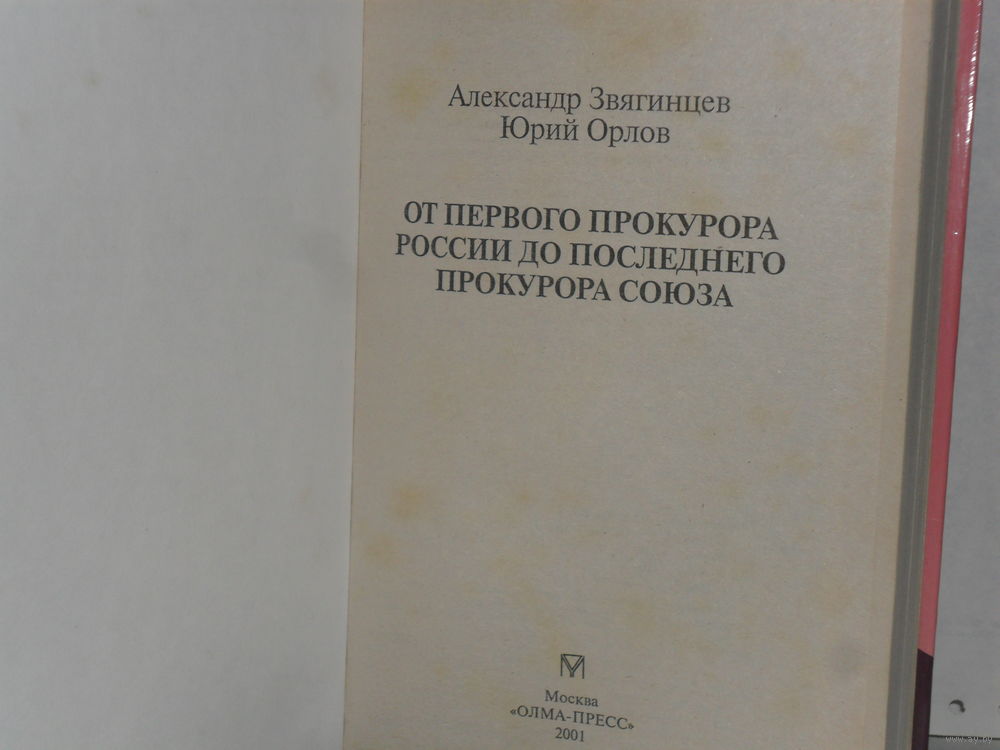 Александр Звягинцев
Юрий Орлов
ОТ ПЕРВОГО ПРОКУРОРА
РОССИИ ДО ПОСЛЕДНЕГО
ПРОКУРОРА СОЮЗА
Москва
«ОЛМА-ПРЕСС»
2001